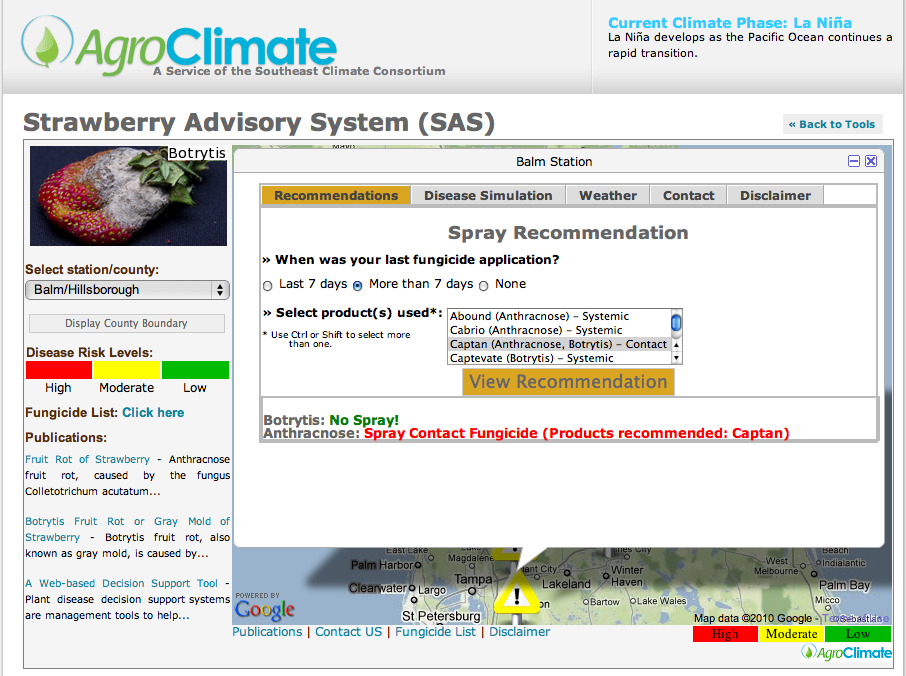 AgroClimate
A Service of the Southeast Climate Consortium
Current Climate Phase: La Niña
La Niña develops as the Pacific Ocean continues a
rapid transition.
Strawberry Advisory System (SAS)
« Back to Tools
Botrytis
Select station/county:
Balm/Hillsborough
Display County Boundary
Disease Risk Levels:
High Moderate Low
Fungicide List: Click here
Publications:
Fruit Rot of Strawberry - Anthracnose
fruit rot, caused by the fungus
Colletotrichum acutatum...
Botrytis Fruit Rot or Gray Mold of
Strawberry - Botrytis fruit rot, also
known as gray mold, is caused by...
A Web-based Decision Support Tool -
Plant disease decision support systems
are management tools to help...
Mayo
Balm Station
Recommendations Disease Simulation Weather Contact Disclaimer
Spray Recommendation
» When was your last fungicide application?
Last 7 days More than 7 days None
» Select product(s) used*:
* Use Ctrl or Shift to select more
than one.
Abound (Anthracnose) – Systemic
Cabrio (Anthracnose) – Systemic
Captan (Anthracnose, Botrytis) – Contact
Captevate (Botrytis) – Systemic
View Recommendation
Botrytis: No Spray!
Anthracnose: Spray Contact Fungicide (Products recommended: Captan)
East Lake
Palm Harbor
Magdalene
Clearwater
Largo
Tampa
St Petersburg
ant City
Lakeland
Winter
Haven
Bartow
Lake Wales
West
Melbourne
Beach
Indialantic
Palm Bay
Micco
Sebastian
!
on
POWERED BY
Google
Map data ©2010 Google -
Publications | Contact US | Fungicide List | Disclaimer
High Moderate Low
AgroClimate